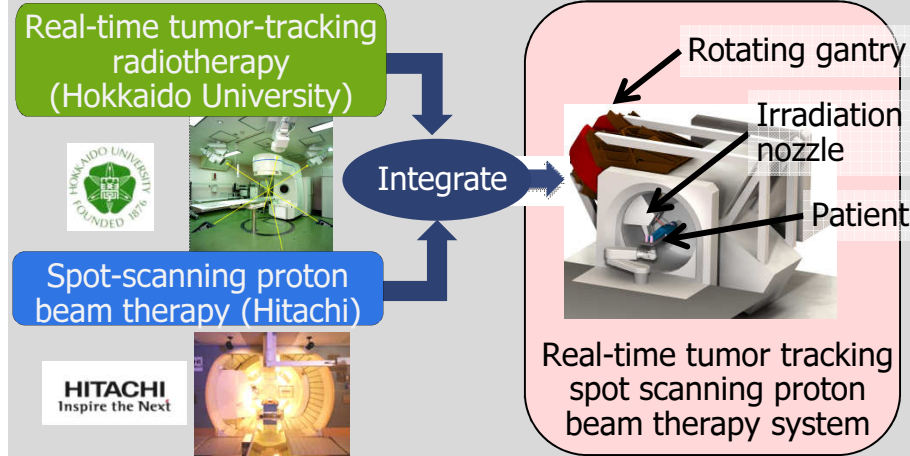 Real-time tumor-tracking
radiotherapy
(Hokkaido University)
HOKKAIDO UNIVERSITY
FOUNDED 1876
Spot-scanning proton
beam therapy (Hitachi)
HITACHI
Inspire the Next
Integrate
Rotating gantry
Irradiation
nozzle
Patient
Real-time tumor tracking
spot scanning proton
beam therapy system